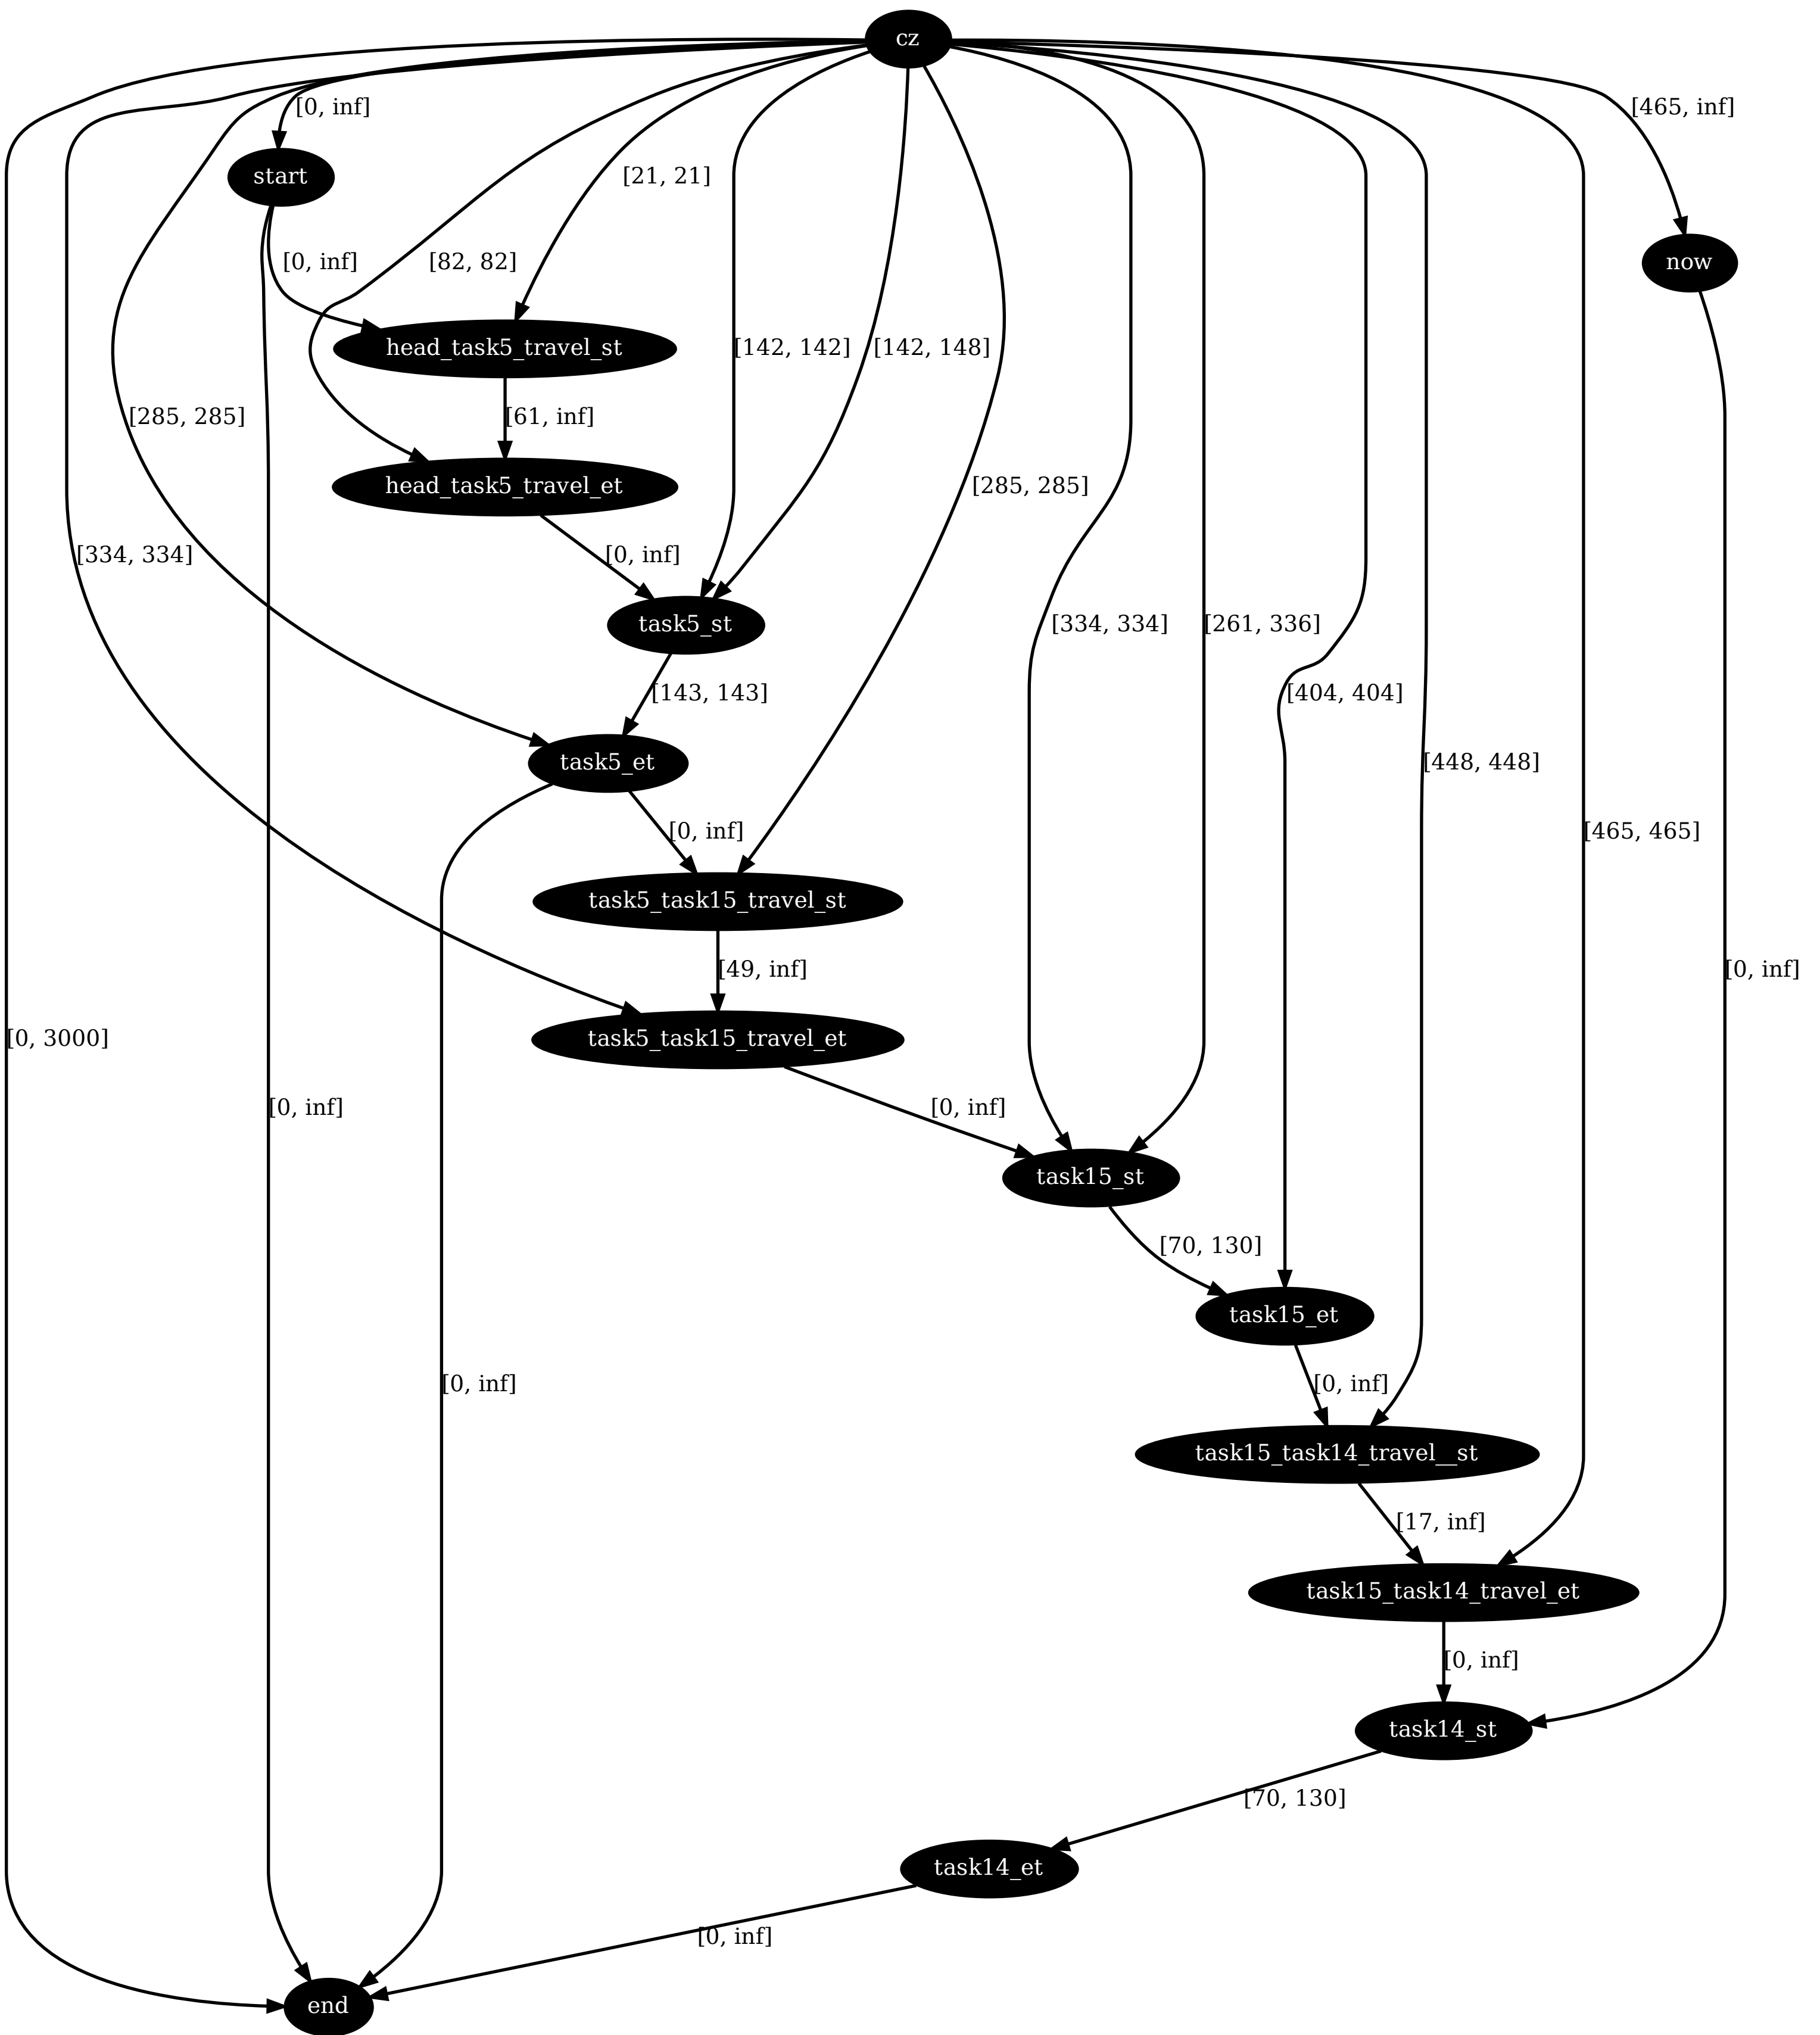 cz
[0, inf]
[465, inf]
start
[21, 21]
[0, inf]
[82, 82]
now
head_task5_travel_st
[142, 142]
[142, 148]
[285, 285]
[61, inf]
head_task5_travel_et
[285, 285]
[334, 334]
[0, inf]
task5_st
[334, 334]
[261, 336]
[143, 143]
[404, 404]
task5_et
[448, 448]
[0, inf]
[465, 465]
task5_task15_travel_st
[49, inf]
[0, inf]
[0, 3000]
task5_task15_travel_et
[0, inf]
[0, inf]
task15_st
[70, 130]
task15_et
[0, inf]
[0, inf]
task15_task14_travel__st
[17, inf]
task15_task14_travel_et
[0, inf]
task14_st
[70, 130]
task14_et
[0, inf]
end